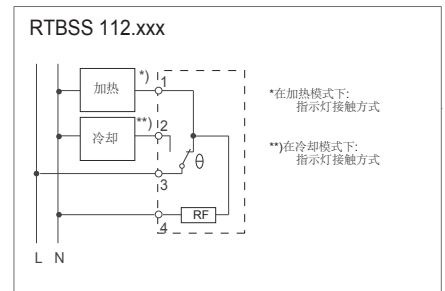 RTBSS 112.xxx
加热
*)
1
*在加热模式下:
指示灯接触方式
冷却
**)
2
**)在冷却模式下:
指示灯接触方式
θ
3
RF
4
L N